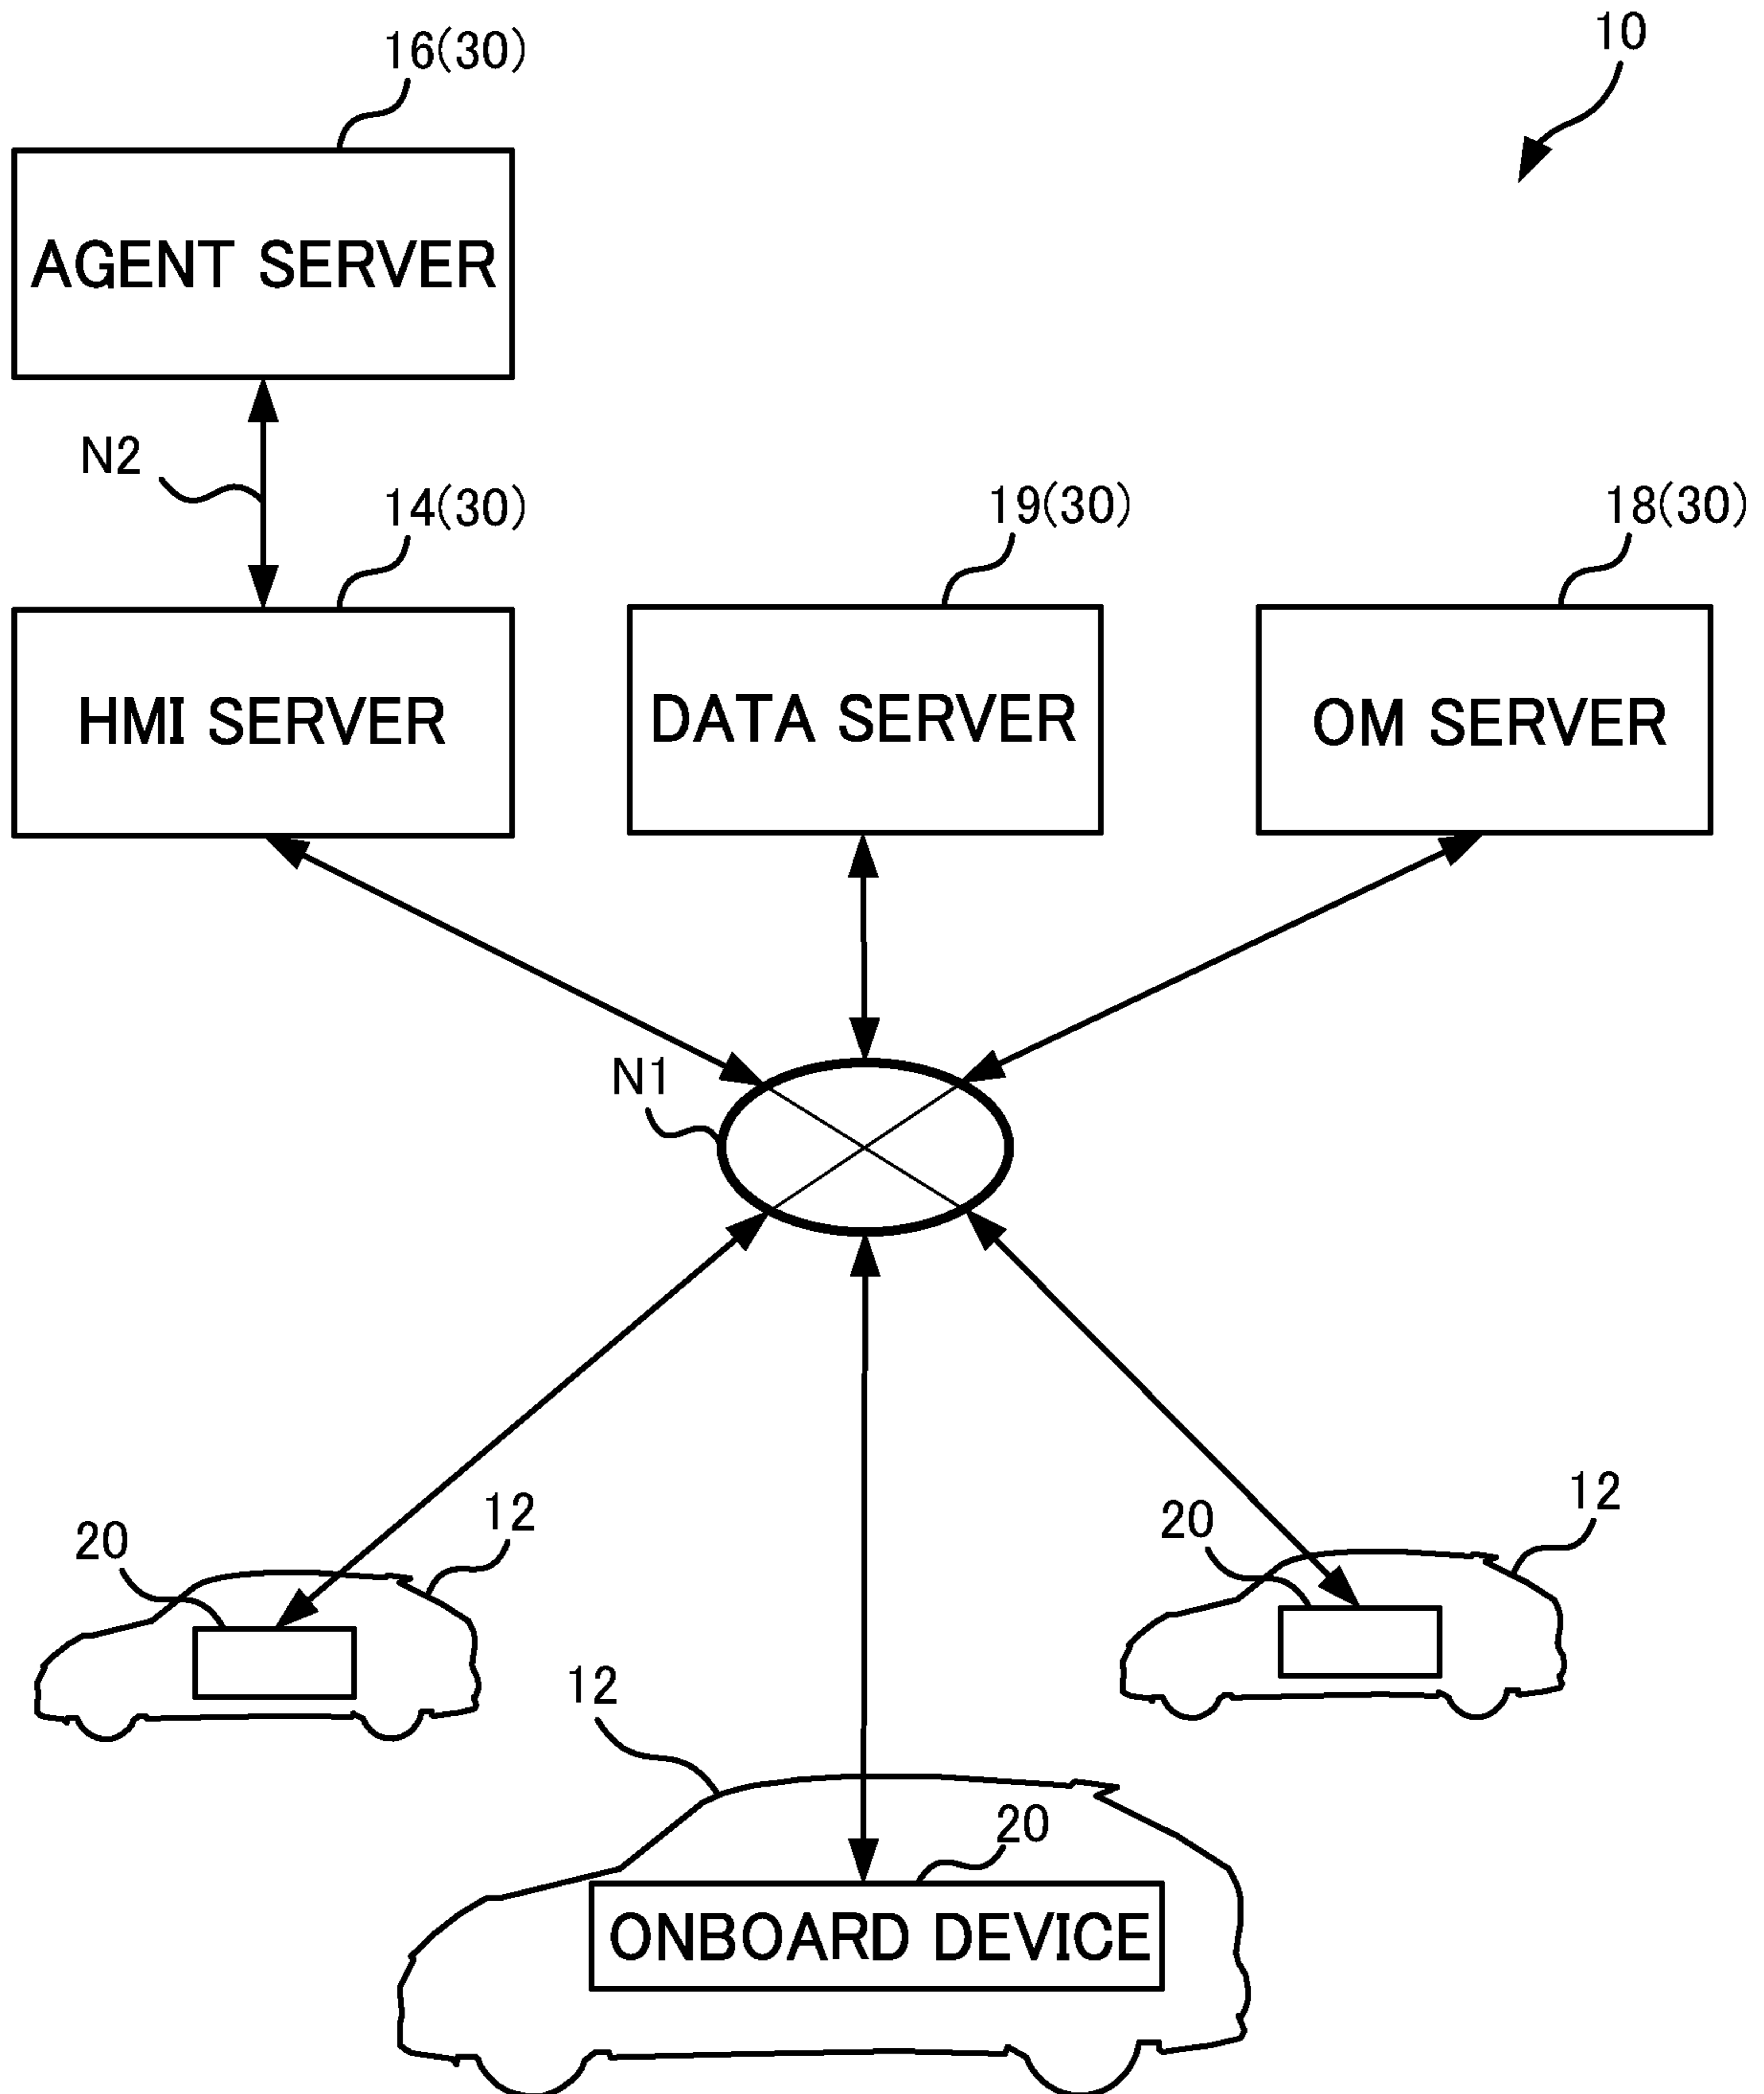 10
16(30)
AGENT SERVER
N2
14(30)
19(30)
18(30)
HMI SERVER
DATA SERVER
OM SERVER
N1
20
12
20
12
12
20
ONBOARD DEVICE